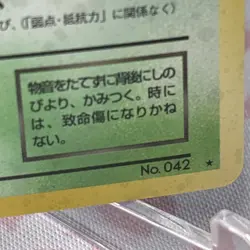 び、(「弱点・抵抗力」に関係なく)
物音をたてずに背後にしの
びより、かみつく。時に
は、致命傷になりかね
ない。
No. 042 ★